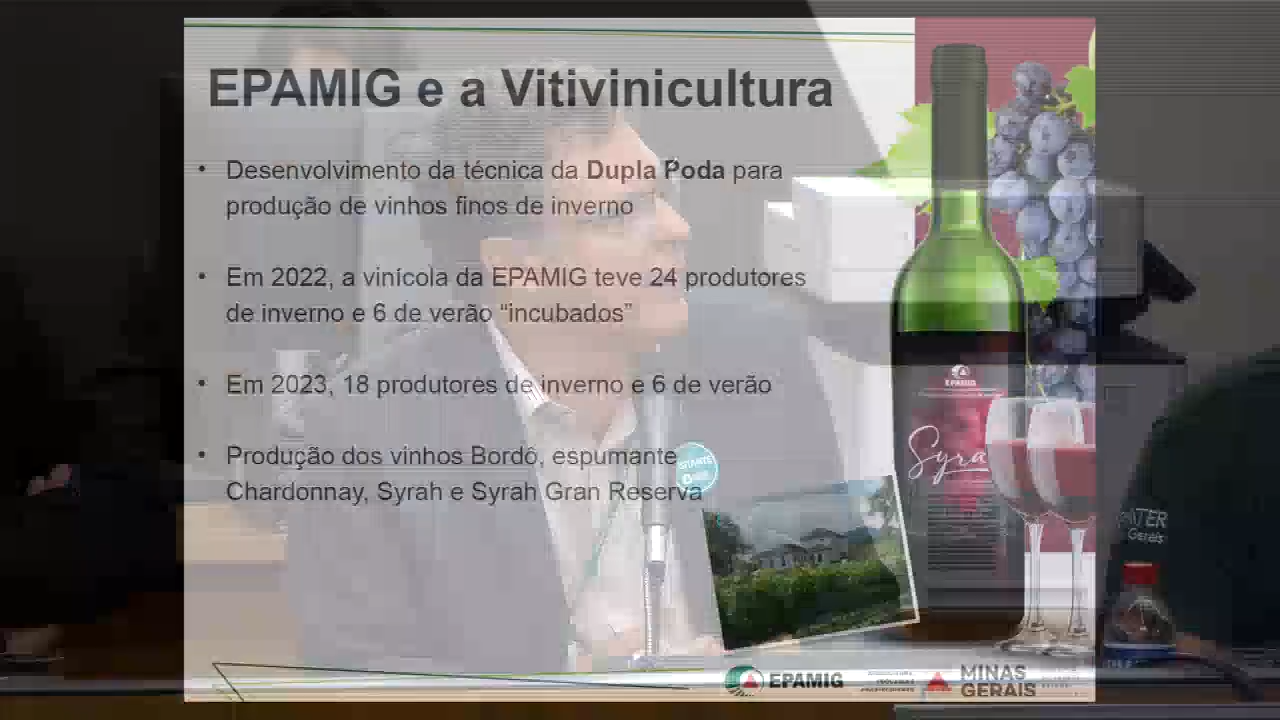 EPAMIG e a Vitivinicultura
• Desenvolvimento da técnica da Dupla Poda para
produção de vinhos finos de inverno
• Em 2022, a vinícola da EPAMIG teve 24 produtores
de inverno e 6 de verão “incubados”
• Em 2023, 18 produtores de inverno e 6 de verão
• Produção dos vinhos Bordô, espumante
Chardonnay, Syrah e Syrah Gran Reserva
EPAMIG
Syra
EPAMIG
MINAS
GERAIS